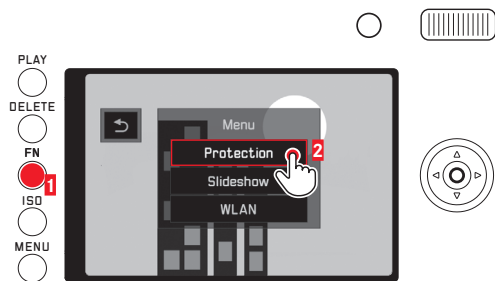 PLAY
DELETE
FN
1
ISO
MENU
Menu
Protection
2
Slideshow
WLAN